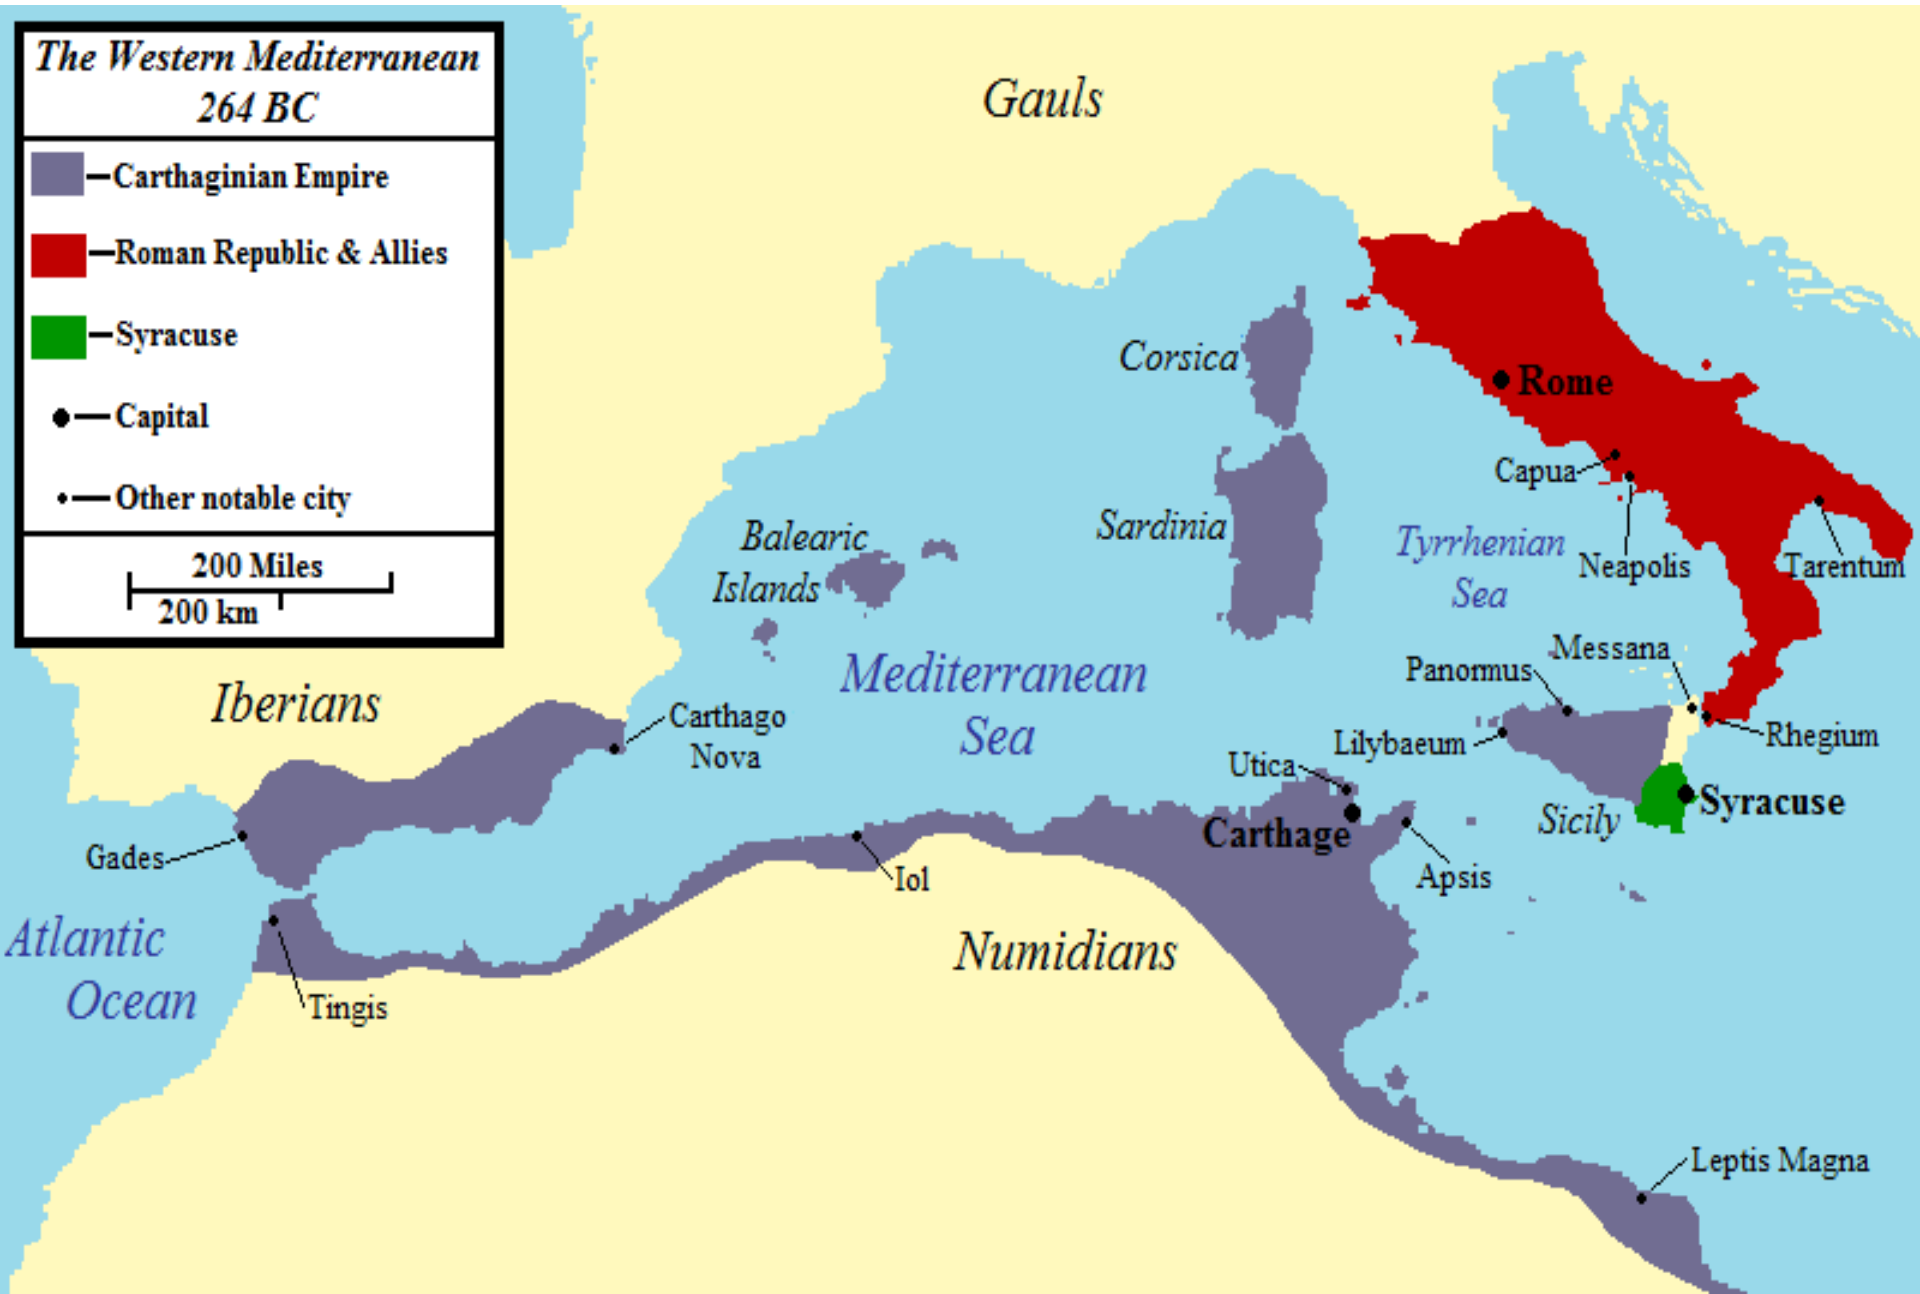 The Western Mediterranean
264 BC
Carthaginian Empire
Roman Republic & Allies
Syracuse
Capital
Other notable city
200 Miles
200 km
Gauls
Corsica
Rome
Capua
Sardinia
Balearic
Islands
Tyrrhenian
Sea
Neapolis
Tarentum
Messana
Panormus
Mediterranean
Sea
Iberians
Carthago
Nova
Lilybaeum
Rhegium
Utica
Syracuse
Sicily
Carthage
Gades
Iol
Apsis
Atlantic
Ocean
Numidians
Tingis
Leptis Magna